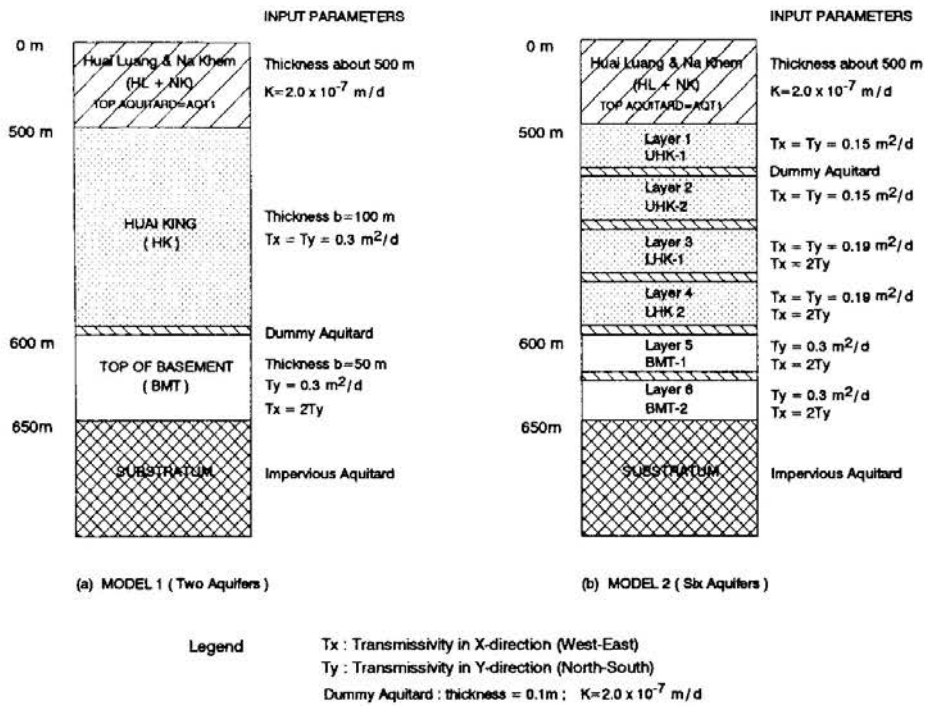 INPUT PARAMETERS
0 m
Huai Luang & Na Khem
(HL + NK)
TOP AQUITARD=AQT1
Thickness about 500 m
K=2.0 x 10⁻⁷ m/d
500 m
HUAI KING
(HK)
Thickness b=100 m
Tx = Ty = 0.3 m²/d
Dummy Aquitard
600 m
TOP OF BASEMENT
(BMT)
Thickness b=50 m
Ty = 0.3 m²/d
Tx = 2Ty
650m
SUBSTRATUM
Impervious Aquitard
(a) MODEL 1 ( Two Aquifers )
INPUT PARAMETERS
0 m
Huai Luang & Na Khem
(HL + NK)
TOP AQUITARD=AQT1
Thickness about 500 m
K=2.0 x 10⁻⁷ m/d
500 m
Layer 1
UHK-1
Tx = Ty = 0.15 m²/d
Dummy Aquitard
Layer 2
UHK-2
Tx = Ty = 0.15 m²/d
Layer 3
LHK-1
Tx = Ty = 0.19 m²/d
Tx = 2Ty
Layer 4
LHK 2
Tx = Ty = 0.19 m²/d
Tx = 2Ty
600 m
Layer 5
BMT-1
Ty = 0.3 m²/d
Tx = 2Ty
Layer 6
BMT-2
Ty = 0.3 m²/d
Tx = 2Ty
650m
SUBSTRATUM
Impervious Aquitard
(b) MODEL 2 ( Six Aquifers )
Legend
Tx : Transmissivity in X-direction (West-East)
Ty : Transmissivity in Y-direction (North-South)
Dummy Aquitard : thickness = 0.1m ; K=2.0 x 10⁻⁷ m/d